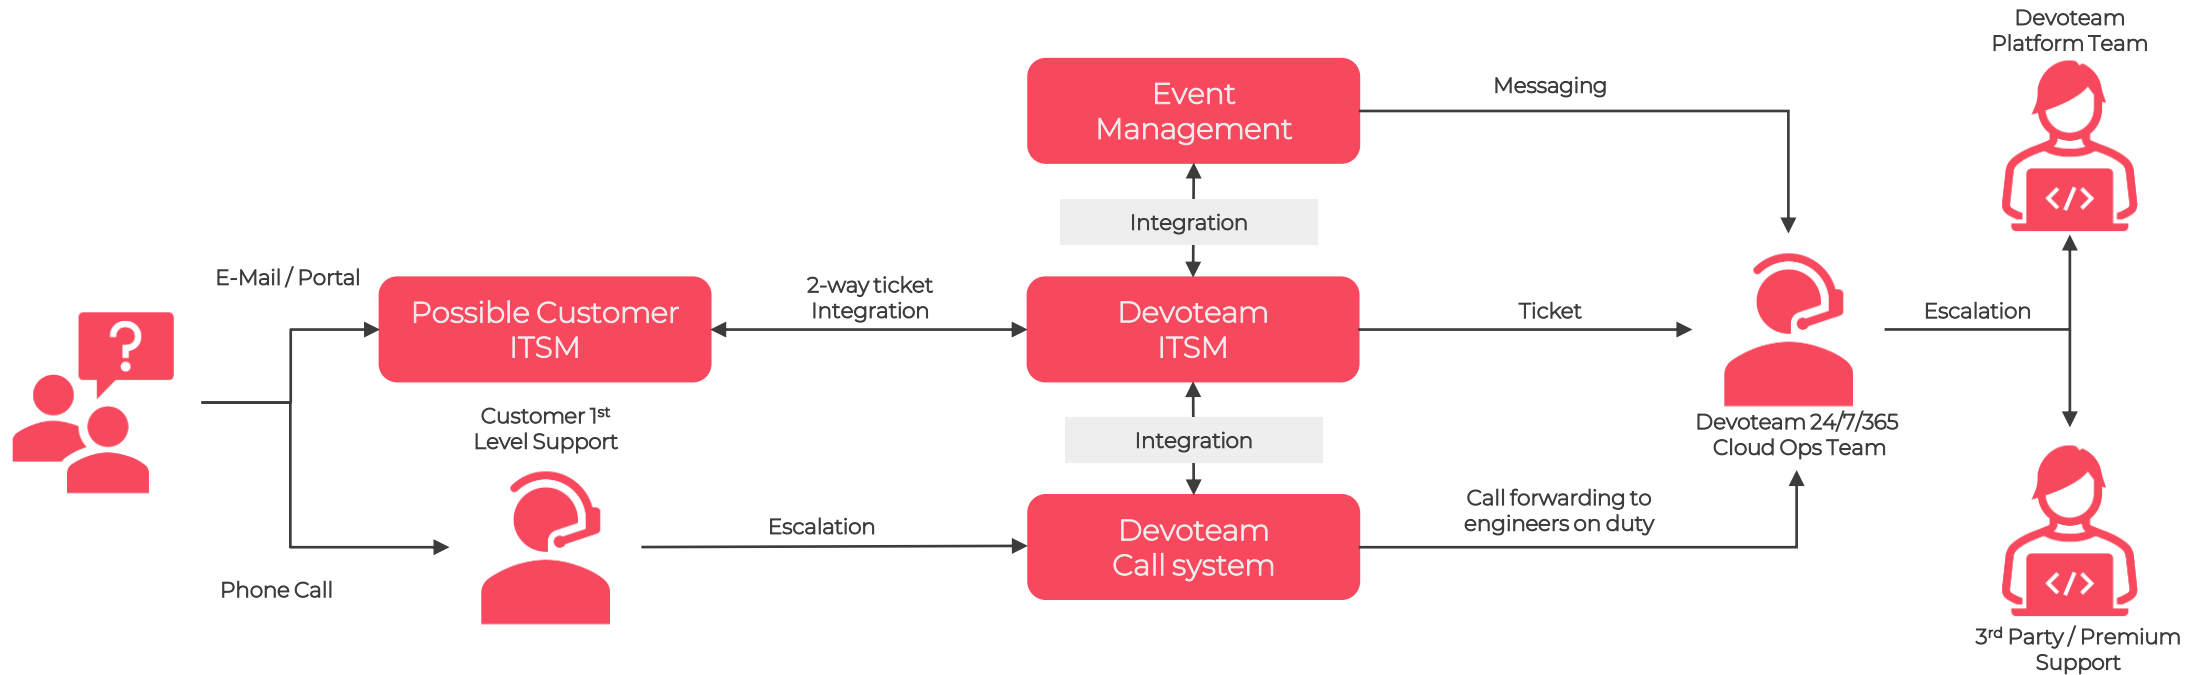 Devoteam
Platform Team
Event
Management
Messaging
</>
Integration
E-Mail / Portal
?
Possible Customer
ITSM
2-way ticket
Integration
Devoteam
ITSM
Ticket
Escalation
Customer 1st
Level Support
Integration
Devoteam 24/7/365
Cloud Ops Team
Escalation
Devoteam
Call system
Call forwarding to
engineers on duty
</>
Phone Call
3rd Party / Premium
Support